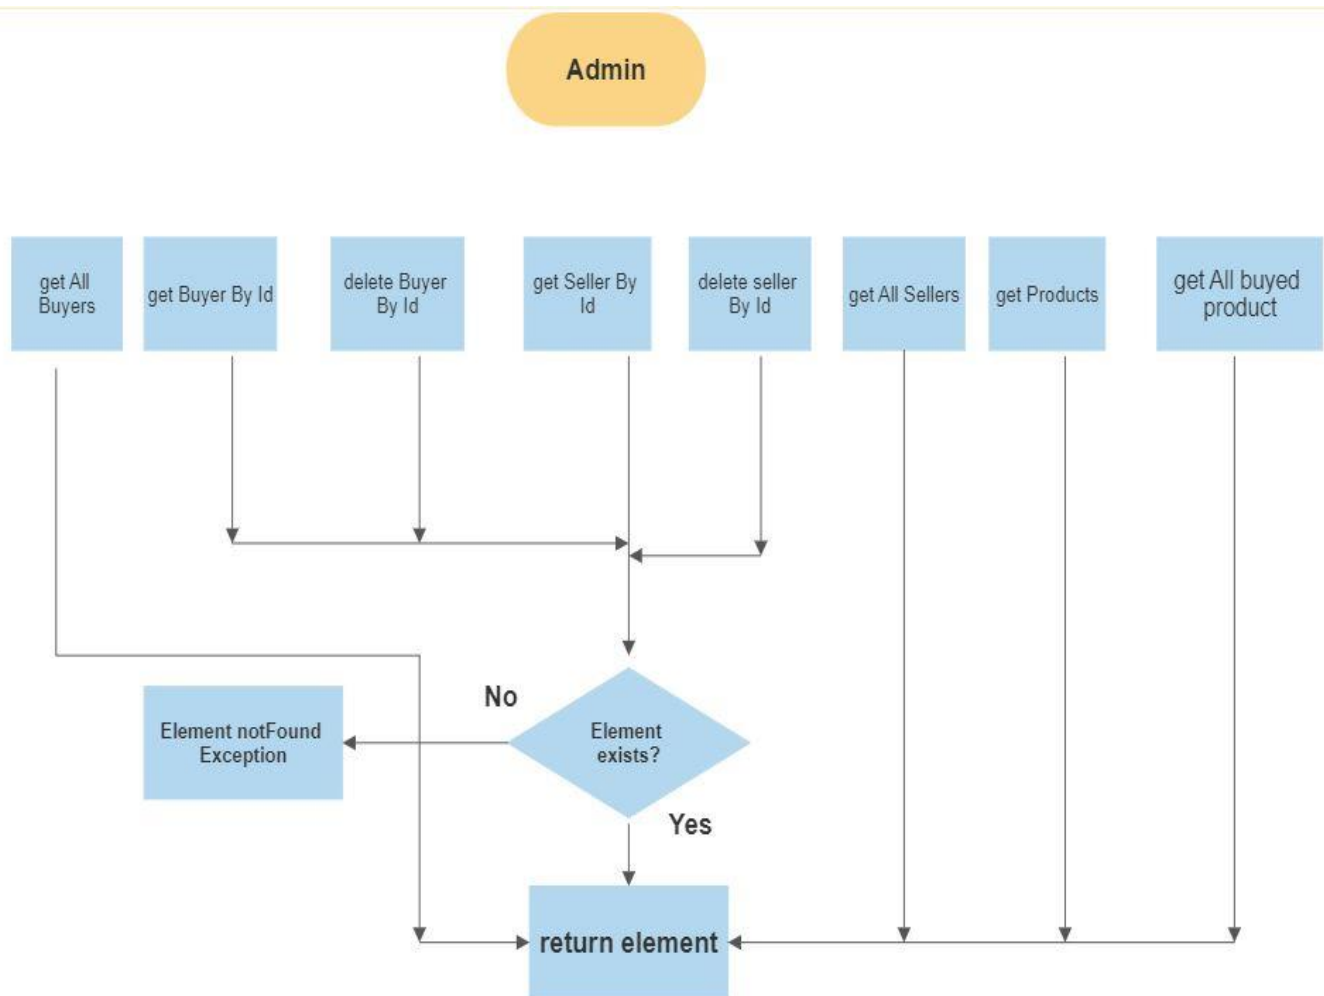 Admin
get All
Buyers
get Buyer By Id
delete Buyer
By Id
get Seller By
Id
delete seller
By Id
get All Sellers
get Products
get All buyed
product
No
Element notFound
Exception
Element
exists?
Yes
return element